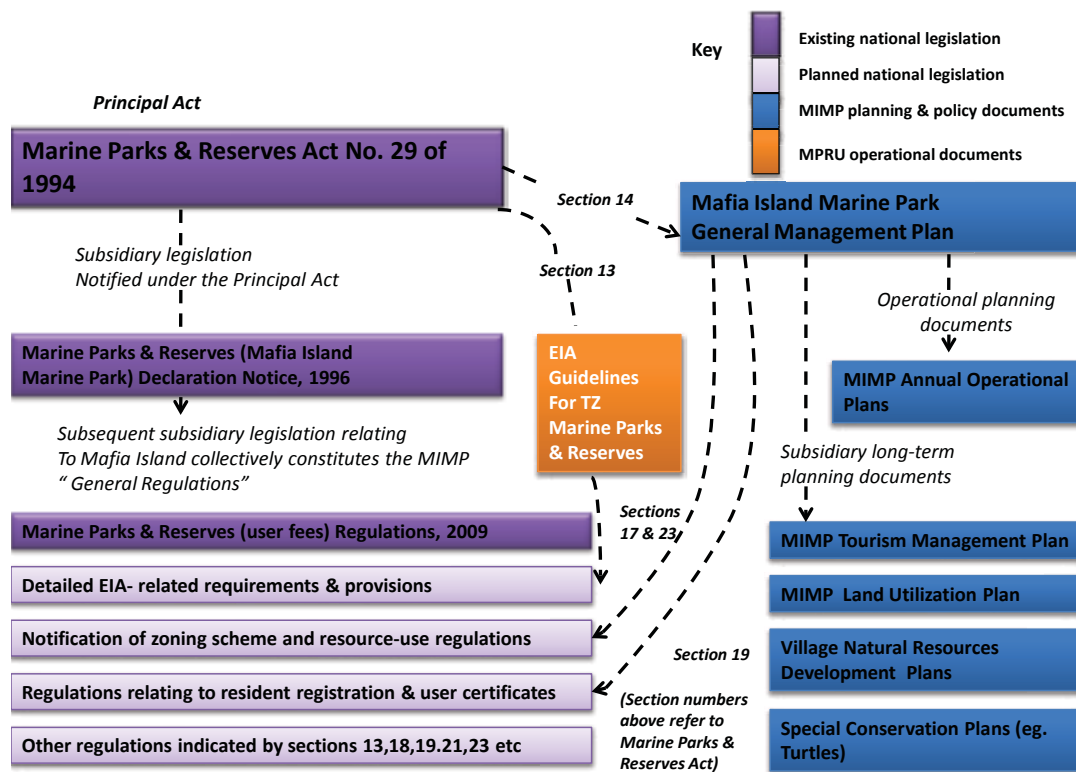 Key
Existing national legislation
Planned national legislation
MIMP planning & policy documents
MPRU operational documents
Principal Act
Marine Parks & Reserves Act No. 29 of
1994
Section 14
Mafia Island Marine Park
General Management Plan
Subsidiary legislation
Notified under the Principal Act
Section 13
Operational planning
documents
Marine Parks & Reserves (Mafia Island
Marine Park) Declaration Notice, 1996
EIA
Guidelines
For TZ
Marine Parks
& Reserves
MIMP Annual Operational
Plans
Subsequent subsidiary legislation relating
To Mafia Island collectively constitutes the MIMP
“ General Regulations”
Subsidiary long-term
planning documents
Sections
17 & 23
Marine Parks & Reserves (user fees) Regulations, 2009
Detailed EIA- related requirements & provisions
Notification of zoning scheme and resource-use regulations
Regulations relating to resident registration & user certificates
Other regulations indicated by sections 13,18,19.21,23 etc
Section 19
(Section numbers
above refer to
Marine Parks &
Reserves Act)
MIMP Tourism Management Plan
MIMP  Land Utilization Plan
Village Natural Resources
Development  Plans
Special Conservation Plans (eg.
Turtles)